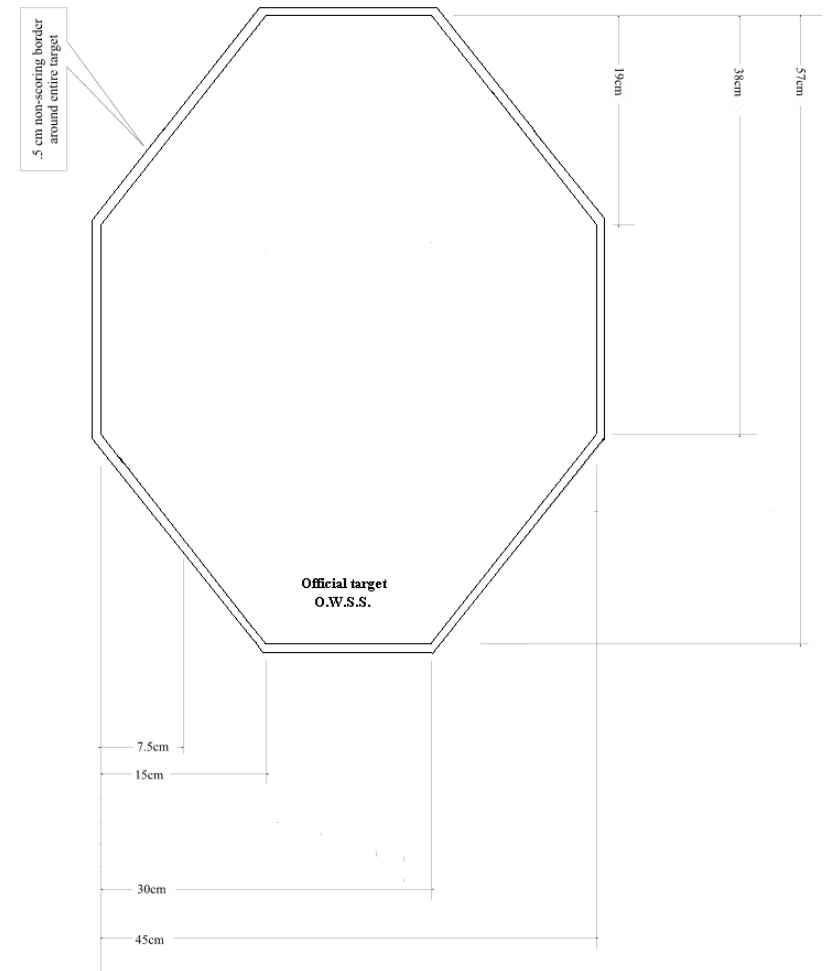 .5 cm non-scoring border
around entire target
19cm
38cm
57cm
Official target
O.W.S.S.
7.5cm
15cm
30cm
45cm